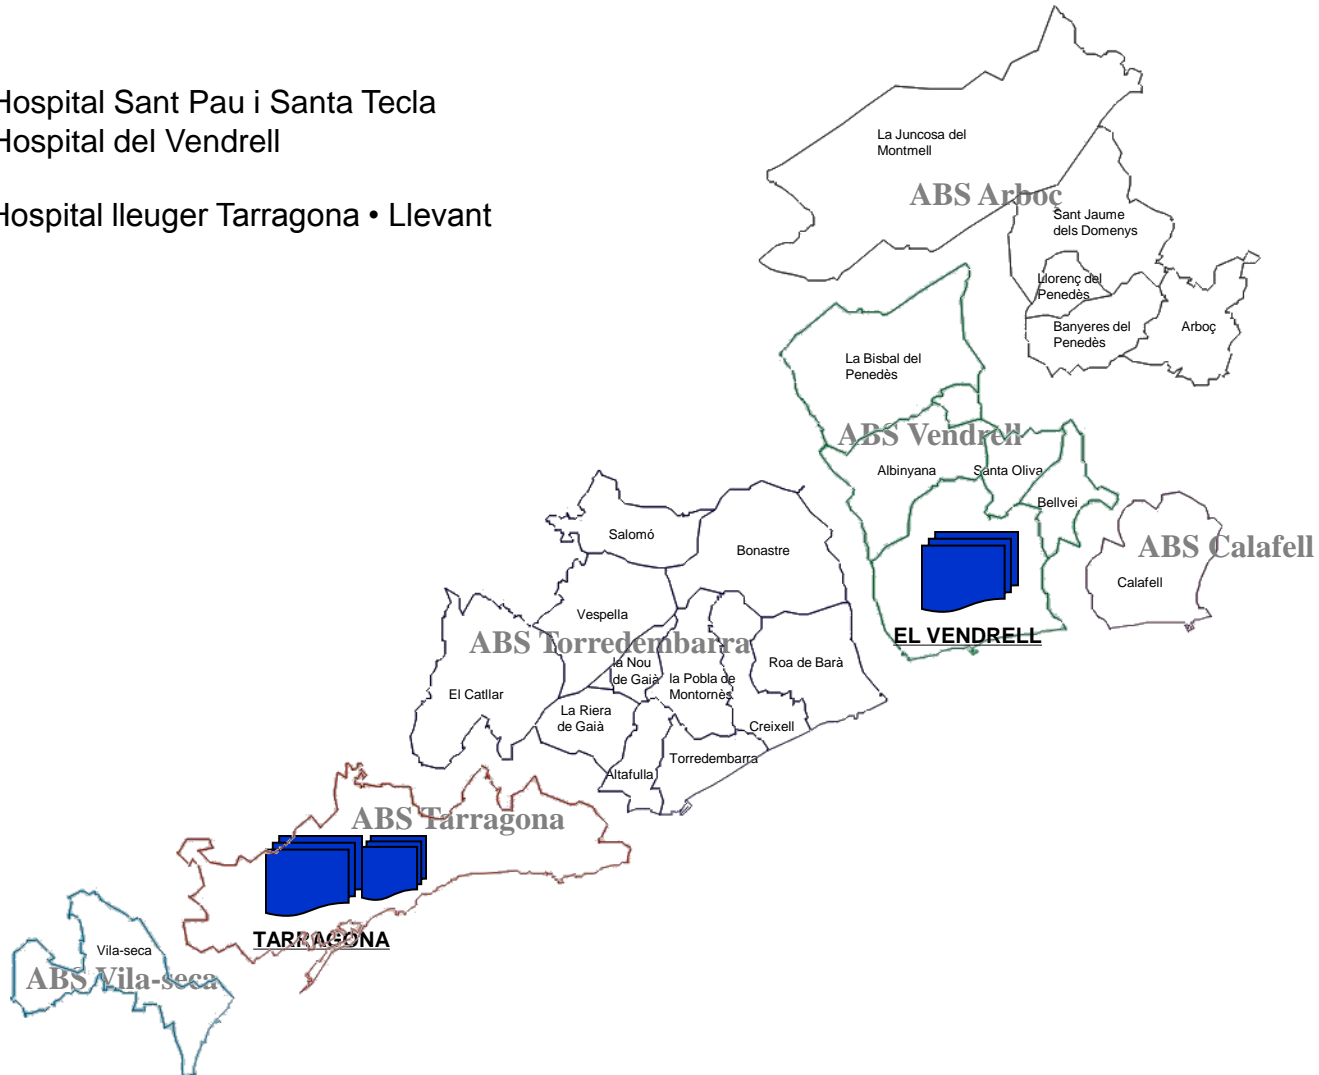 Hospital Sant Pau i Santa Tecla
Hospital del Vendrell
Hospital lleuger Tarragona • Llevant
La Juncosa del
Montmell
ABS Arboç
Sant Jaume
dels Domenys
Llorenç del
Penedès
Banyeres del
Penedès
Arboç
La Bisbal del
Penedès
ABS Vendrell
Albinyana
Santa Oliva
Bellvei
Salomó
Bonastre
ABS Calafell
Calafell
Vespella
EL VENDRELL
ABS Torredembarra
la Nou
de Gaià
la Pobla de
Montornès
Roa de Barà
El Catllar
La Riera
de Gaià
Creixell
Torredembarra
Altafulla
ABS Tarragona
TARRAGONA
Vila-seca
ABS Vila-seca